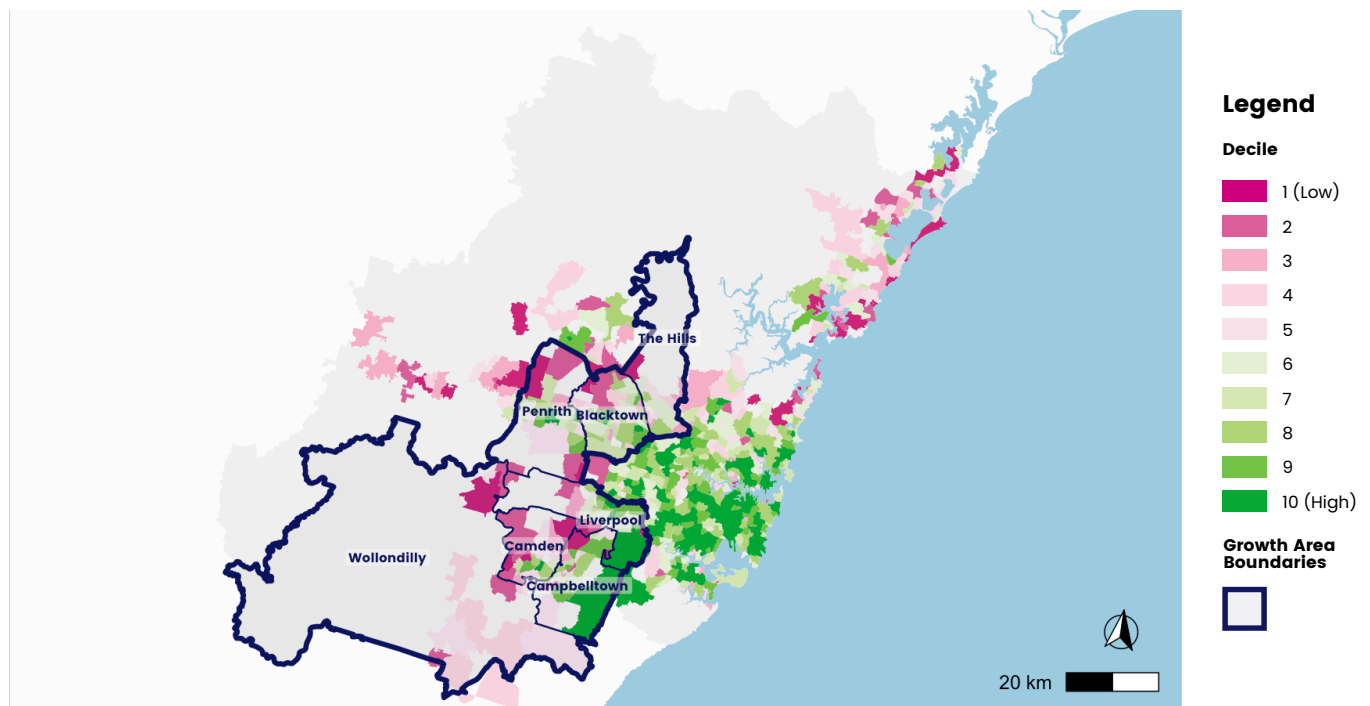 The Hills
Penrith
Blacktown
Liverpool
Camden
Wollondilly
Campbelltown
20 km
Legend
Decile
1 (Low)
2
3
4
5
6
7
8
9
10 (High)
Growth Area
Boundaries